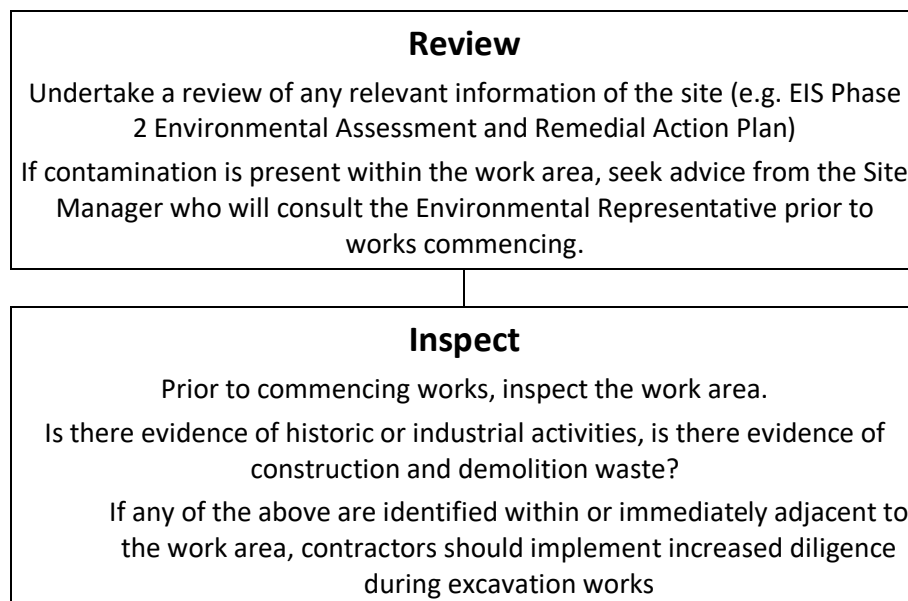 Review
Undertake a review of any relevant information of the site (e.g. EIS Phase
2 Environmental Assessment and Remedial Action Plan)
If contamination is present within the work area, seek advice from the Site
Manager who will consult the Environmental Representative prior to
works commencing.
Inspect
Prior to commencing works, inspect the work area.
Is there evidence of historic or industrial activities, is there evidence of
construction and demolition waste?
If any of the above are identified within or immediately adjacent to
the work area, contractors should implement increased diligence
during excavation works